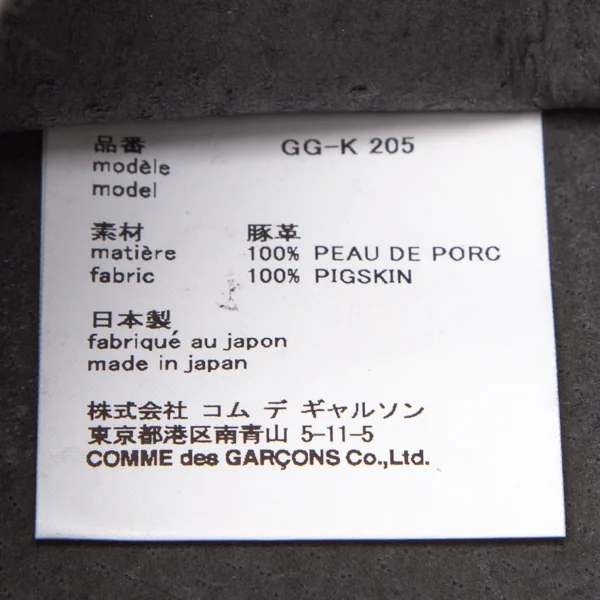 品番 GG-K 205
modèle
model
素材 豚革
matière 100% PEAU DE PORC
fabric 100% PIGSKIN
日本製
fabriqué au japon
made in japan
株式会社 コム デ ギャルソン
東京都港区南青山 5-11-5
COMME des GARÇONS Co.,Ltd.